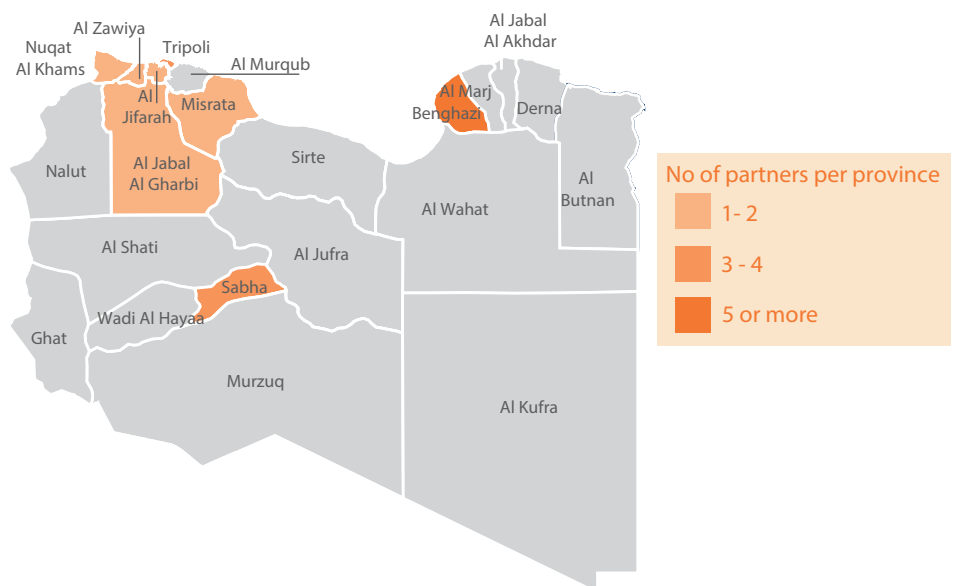 Al Jabal
Al Akhdar
Al Zawiya
Tripoli
Nuqat
Al Khams
Al Murqub
Al
Jifarah
Misrata
Al Marj
Benghazi
Derna
Nalut
Al Jabal
Al Gharbi
Sirte
Al
Butnan
Al Wahat
Al Shati
Al Jufra
Sabha
Wadi Al Hayaa
Ghat
Murzuq
Al Kufra
No of partners per province
1- 2
3 - 4
5 or more